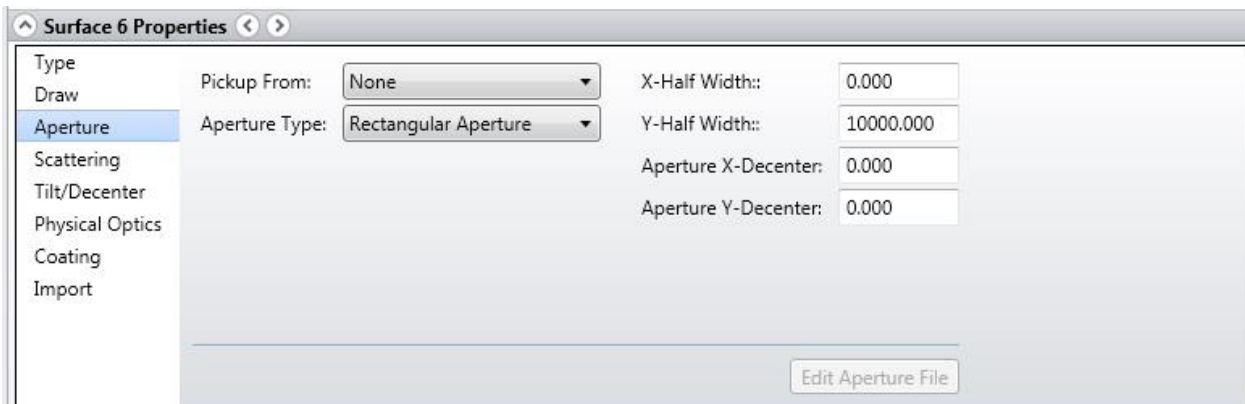 Surface 6 Properties
Type
Draw
Aperture
Scattering
Tilt/Decenter
Physical Optics
Coating
Import
Pickup From: None
Aperture Type: Rectangular Aperture
X-Half Width:: 0.000
Y-Half Width:: 10000.000
Aperture X-Decenter: 0.000
Aperture Y-Decenter: 0.000
Edit Aperture File